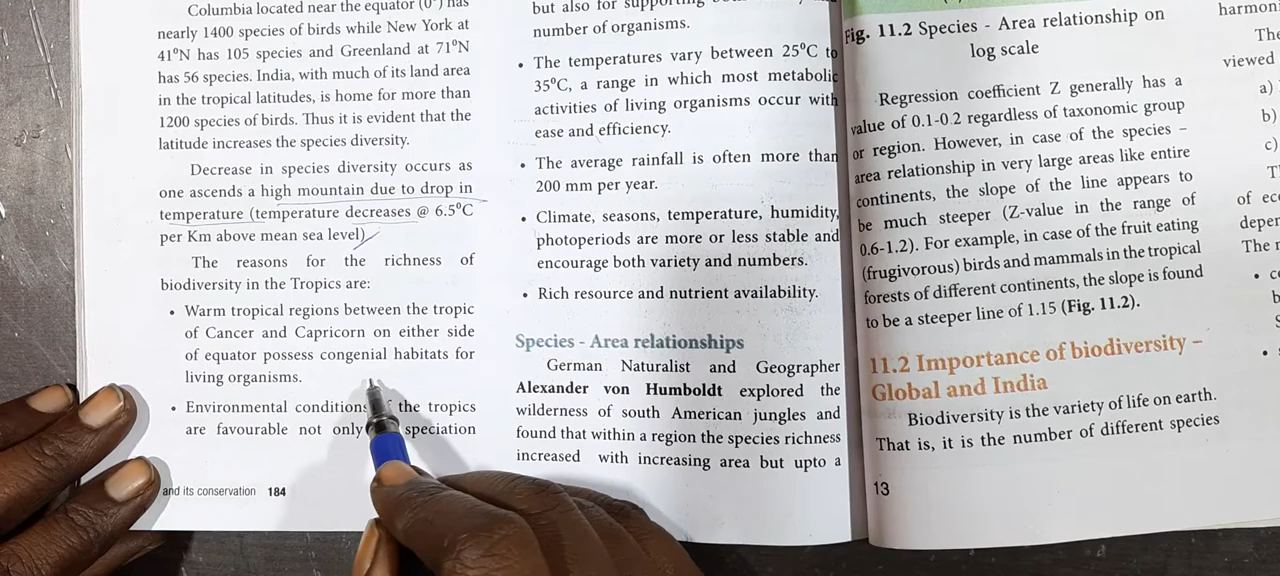 Columbia located near the equator (0°) has
nearly 1400 species of birds while New York at
41⁰N has 105 species and Greenland at 71⁰N
has 56 species. India, with much of its land area
in the tropical latitudes, is home for more than
1200 species of birds. Thus it is evident that the
latitude increases the species diversity.
Decrease in species diversity occurs as
one ascends a high mountain due to drop in
temperature (temperature decreases @ 6.5⁰C
per Km above mean sea level)
The reasons for the richness of
biodiversity in the Tropics are:
• Warm tropical regions between the tropic
of Cancer and Capricorn on either side
of equator possess congenial habitats for
living organisms.
• Environmental conditions the tropics
are favourable not only speciation
and its conservation 184
but also for supporting
number of organisms.
• The temperatures vary between 25⁰C to
35⁰C, a range in which most metabolic
activities of living organisms occur with
ease and efficiency.
• The average rainfall is often more than
200 mm per year.
• Climate, seasons, temperature, humidity,
photoperiods are more or less stable and
encourage both variety and numbers.
• Rich resource and nutrient availability.
Species - Area relationships
German Naturalist and Geographer
Alexander von Humboldt explored the
wilderness of south American jungles and
found that within a region the species richness
increased with increasing area but upto a
Fig. 11.2 Species - Area relationship on
log scale
Regression coefficient Z generally has a
value of 0.1-0.2 regardless of taxonomic group
or region. However, in case of the species –
area relationship in very large areas like entire
continents, the slope of the line appears to
be much steeper (Z-value in the range of
0.6-1.2). For example, in case of the fruit eating
(frugivorous) birds and mammals in the tropical
forests of different continents, the slope is found
to be a steeper line of 1.15 (Fig. 11.2).
11.2 Importance of biodiversity –
Global and India
Biodiversity is the variety of life on earth.
That is, it is the number of different species
13
harmoni
The
viewed
a)
b)
c)
T
of ec
depen
The r
•
•